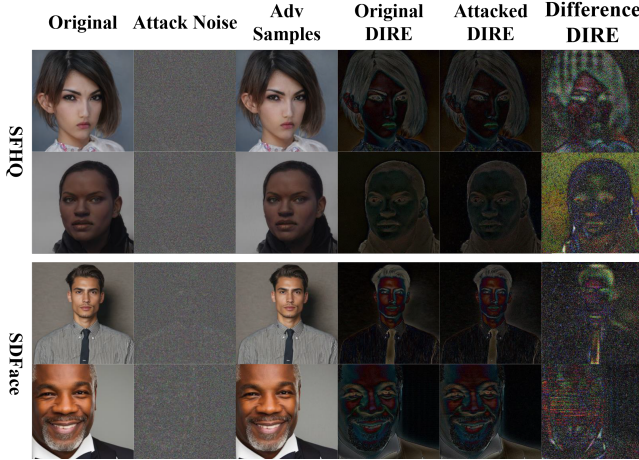 Original Attack Noise Adv Samples Original DIRE Attacked DIRE Difference DIRE
SFHQ
SDFace